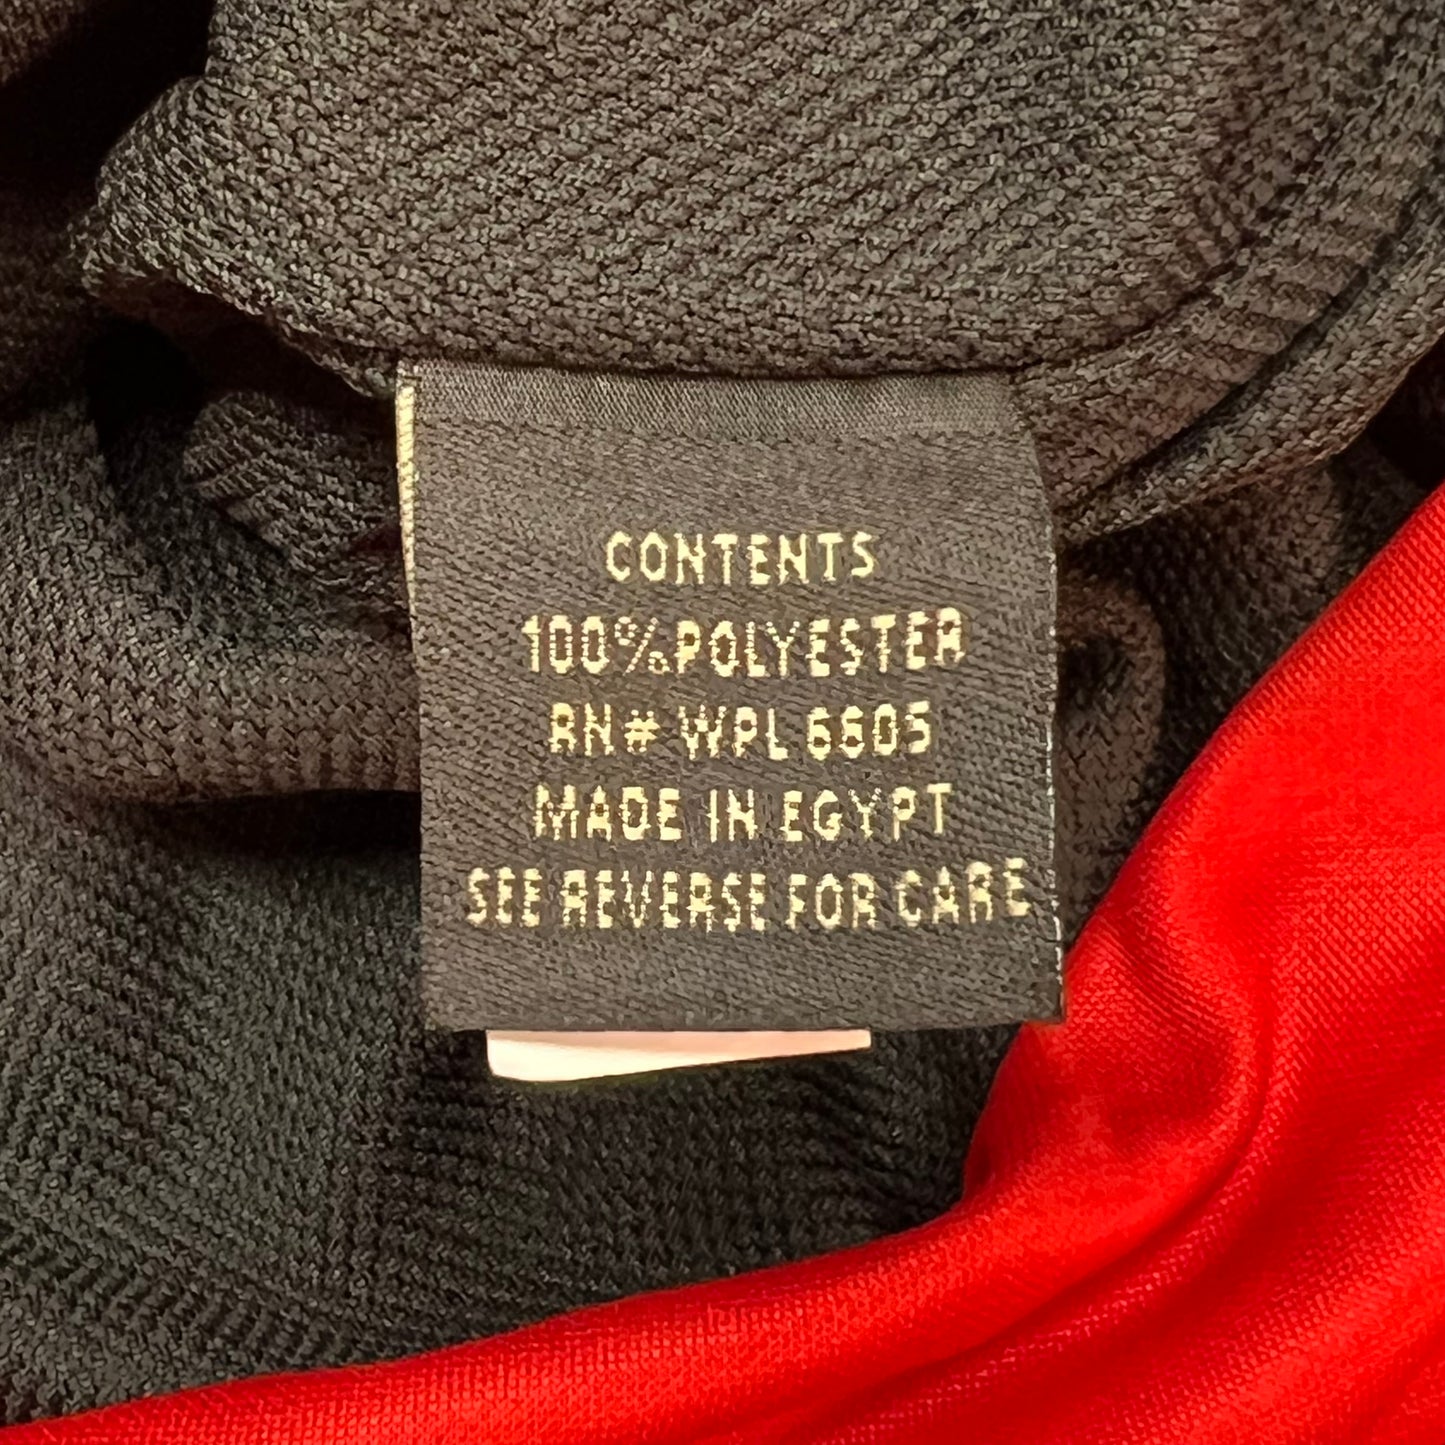 CONTENTS
100% POLYESTER
RN# WPL 6605
MADE IN EGYPT
SEE REVERSE FOR CARE